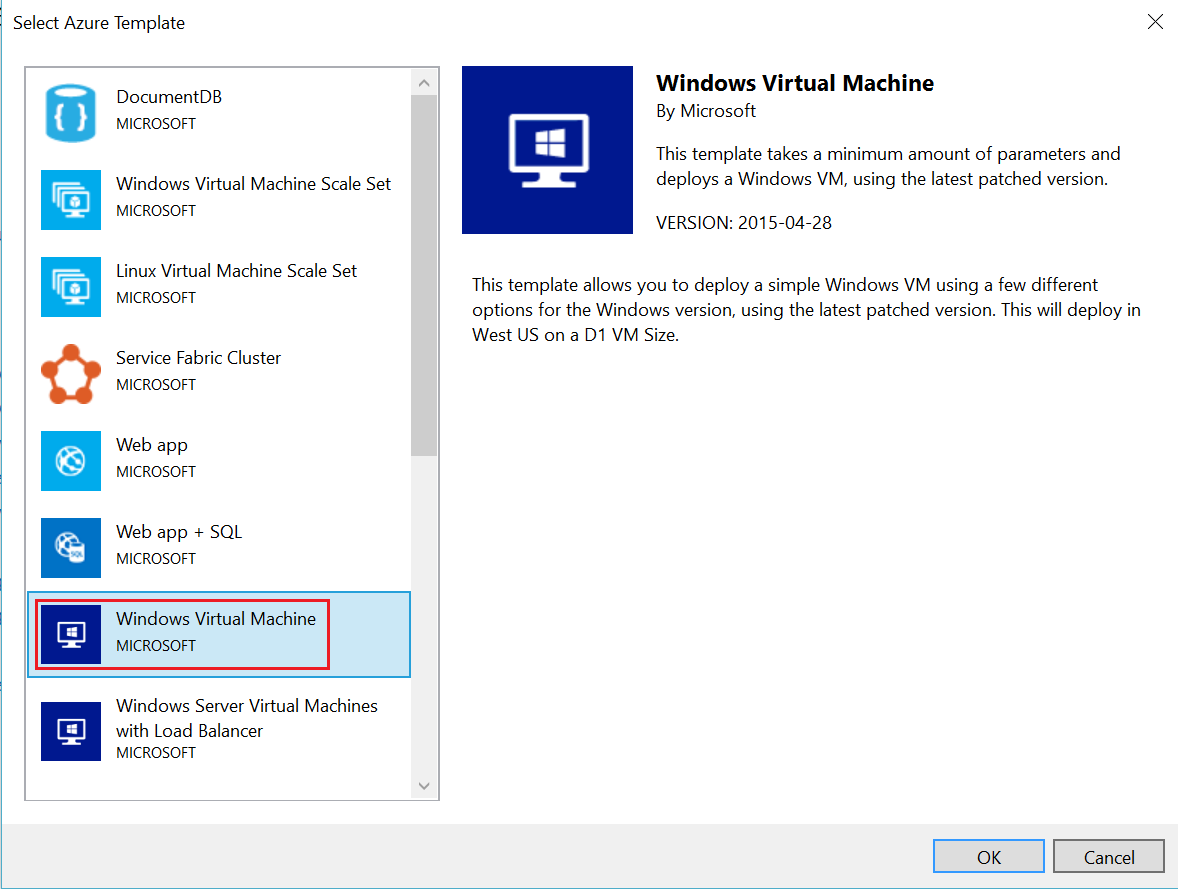 Select Azure Template
DocumentDB
MICROSOFT
Windows Virtual Machine Scale Set
MICROSOFT
Linux Virtual Machine Scale Set
MICROSOFT
Service Fabric Cluster
MICROSOFT
Web app
MICROSOFT
Web app + SQL
MICROSOFT
SQL
Windows Virtual Machine
MICROSOFT
Windows Server Virtual Machines
with Load Balancer
MICROSOFT
Windows Virtual Machine
By Microsoft
This template takes a minimum amount of parameters and
deploys a Windows VM, using the latest patched version.
VERSION: 2015-04-28
This template allows you to deploy a simple Windows VM using a few different
options for the Windows version, using the latest patched version. This will deploy in
West US on a D1 VM Size.
OK
Cancel